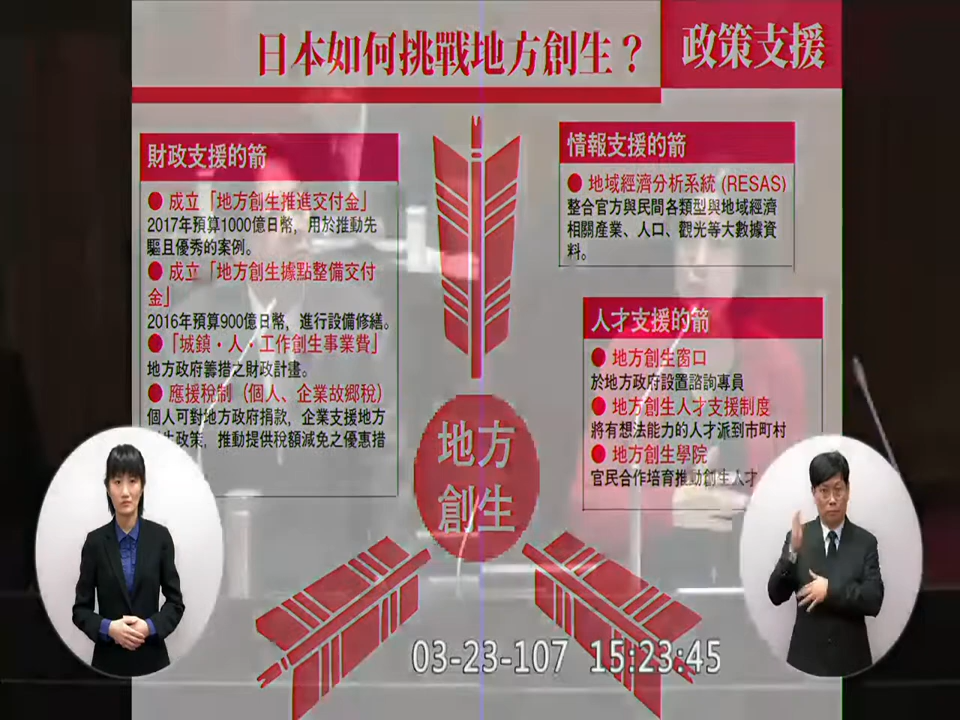 日本如何挑戰地方創生？
政策支援
財政支援的箭
● 成立「地方創生推進交付金」
2017年預算1000億日幣，用於推動先
驅且優秀的案例。
● 成立「地方創生據點整備交付
金」
2016年預算900億日幣，進行設備修繕。
●「城鎮・人・工作創生事業費」
地方政府籌措之財政計畫。
● 應援稅制（個人、企業故鄉稅）
個人可對地方政府捐款，企業支援地方
生政策，推動提供稅額減免之優惠措
情報支援的箭
● 地域經濟分析系統 (RESAS)
整合官方與民間各類型與地域經濟
相關產業、人口、觀光等大數據資
料。
人才支援的箭
● 地方創生窗口
於地方政府設置諮詢專員
● 地方創生人才支援制度
將有想法能力的人才派到市町村
● 地方創生學院
官民合作培育推動創生人才
地方
創生
03-23-107 15:23:45